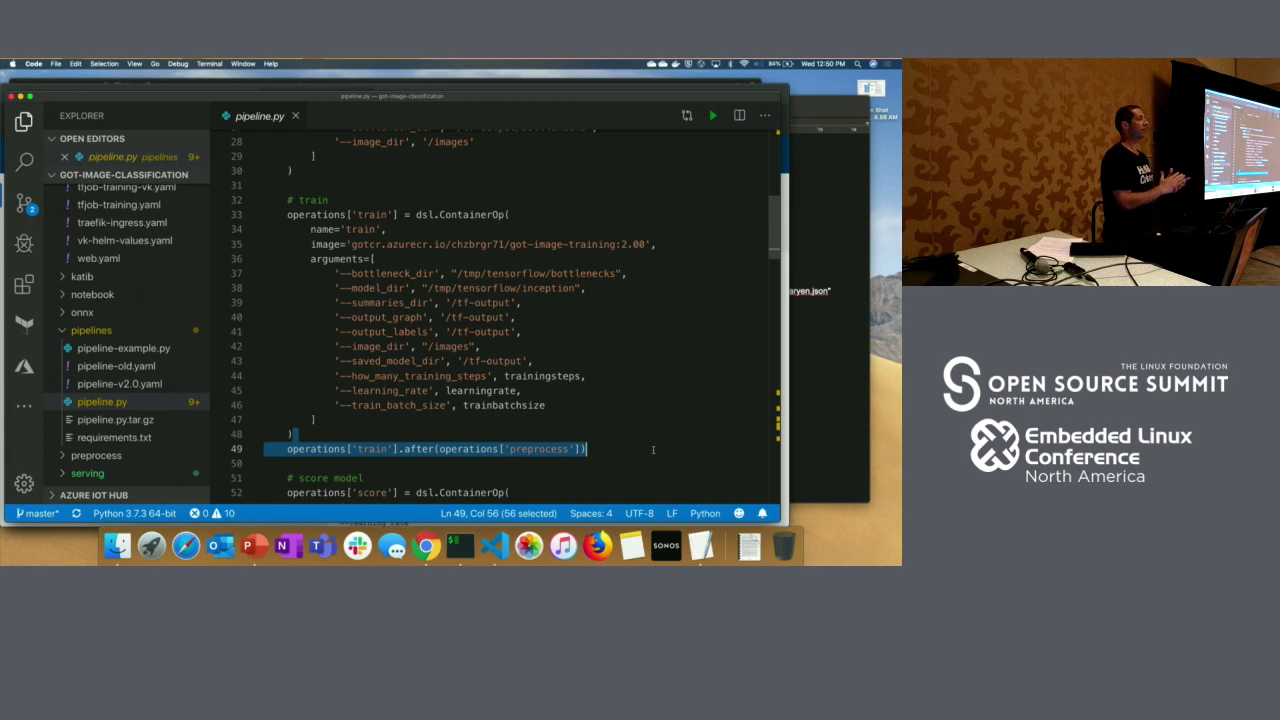 Code File Edit Selection View Go Debug Terminal Window Help
84% Wed 12:50 PM
pipeline.py — got-image-classification
EXPLORER
OPEN EDITORS
pipeline.py pipelines 9+
GOT-IMAGE-CLASSIFICATION
tfjob-training-vk.yaml
tfjob-training.yaml
traefik-ingress.yaml
vk-helm-values.yaml
web.yaml
katib
notebook
onnx
pipelines
pipeline-example.py
pipeline-old.yaml
pipeline-v2.0.yaml
pipeline.py 9+
pipeline.py.tar.gz
requirements.txt
preprocess
serving
AZURE IOT HUB
2
pipeline.py
28 '--image_dir', '/images'
29 ]
30 )
31
32 # train
33 operations['train'] = dsl.ContainerOp(
34 name='train',
35 image='gotcr.azurecr.io/chzbrgr71/got-image-training:2.00',
36 arguments=[
37 '--bottleneck_dir', "/tmp/tensorflow/bottlenecks",
38 '--model_dir', "/tmp/tensorflow/inception",
39 '--summaries_dir', '/tf-output',
40 '--output_graph', '/tf-output',
41 '--output_labels', '/tf-output',
42 '--image_dir', "/images",
43 '--saved_model_dir', '/tf-output',
44 '--how_many_training_steps', trainingsteps,
45 '--learning_rate', learningrate,
46 '--train_batch_size', trainbatchsize
47 ]
48 )
49 operations['train'].after(operations['preprocess'])
50
51 # score model
52 operations['score'] = dsl.ContainerOp(
master* Python 3.7.3 64-bit 0 10 Ln 49, Col 56 (56 selected) Spaces: 4 UTF-8 LF Python
aryen.json"
SONOS
THE LINUX FOUNDATION
OPEN SOURCE SUMMIT
NORTH AMERICA
Embedded Linux
Conference
North America